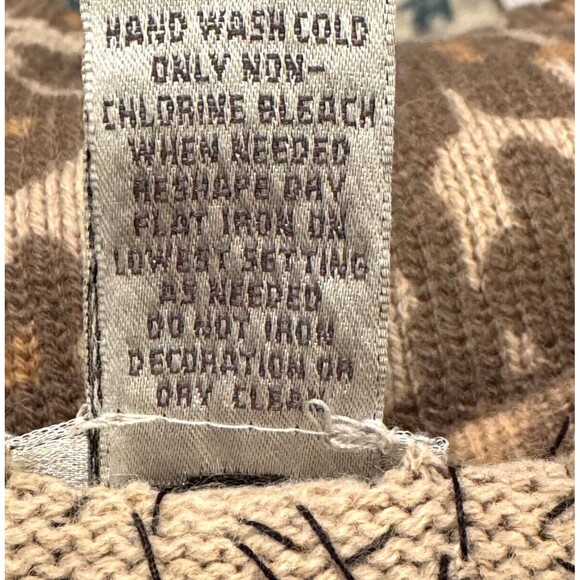 HAND WASH COLD
ONLY NON-
CHLORINE BLEACH
WHEN NEEDED
RESHAPE DRY
FLAT IRON ON
LOWEST SETTING
AS NEEDED
DO NOT IRON
DECORATION OR
DRY CLEAN